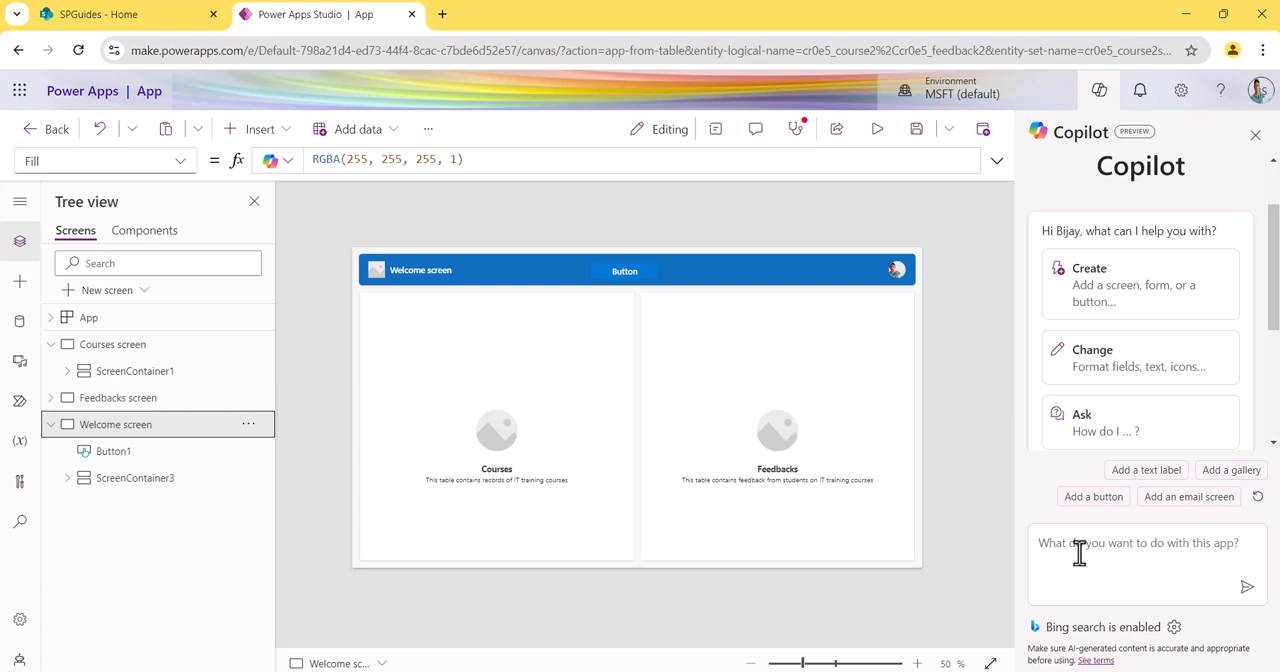 SPGuides - Home
Power Apps Studio | App
make.powerapps.com/e/Default-798a21d4-ed73-44f4-8cac-c7bde6d52e57/canvas/?action=app-from-table&entity-logical-name=cr0e5_course2%2Ccr0e5_feedback2&entity-set-name=cr0e5_course2s...
Power Apps | App
Environment
MSFT (default)
Back
Insert
Add data
Editing
Fill
= fx
RGBA(255, 255, 255, 1)
Tree view
Screens
Components
Search
New screen
App
Courses screen
ScreenContainer1
Feedbacks screen
Welcome screen
Button1
ScreenContainer3
Welcome screen
Button
Courses
This table contains records of IT training courses
Feedbacks
This table contains feedback from students on IT training courses
Welcome sc...
50 %
Copilot PREVIEW
Copilot
Hi Bijay, what can I help you with?
Create
Add a screen, form, or a
button...
Change
Format fields, text, icons...
Ask
How do I ... ?
Add a text label
Add a gallery
Add a button
Add an email screen
What do you want to do with this app?
Bing search is enabled
Make sure AI-generated content is accurate and appropriate
before using. See terms